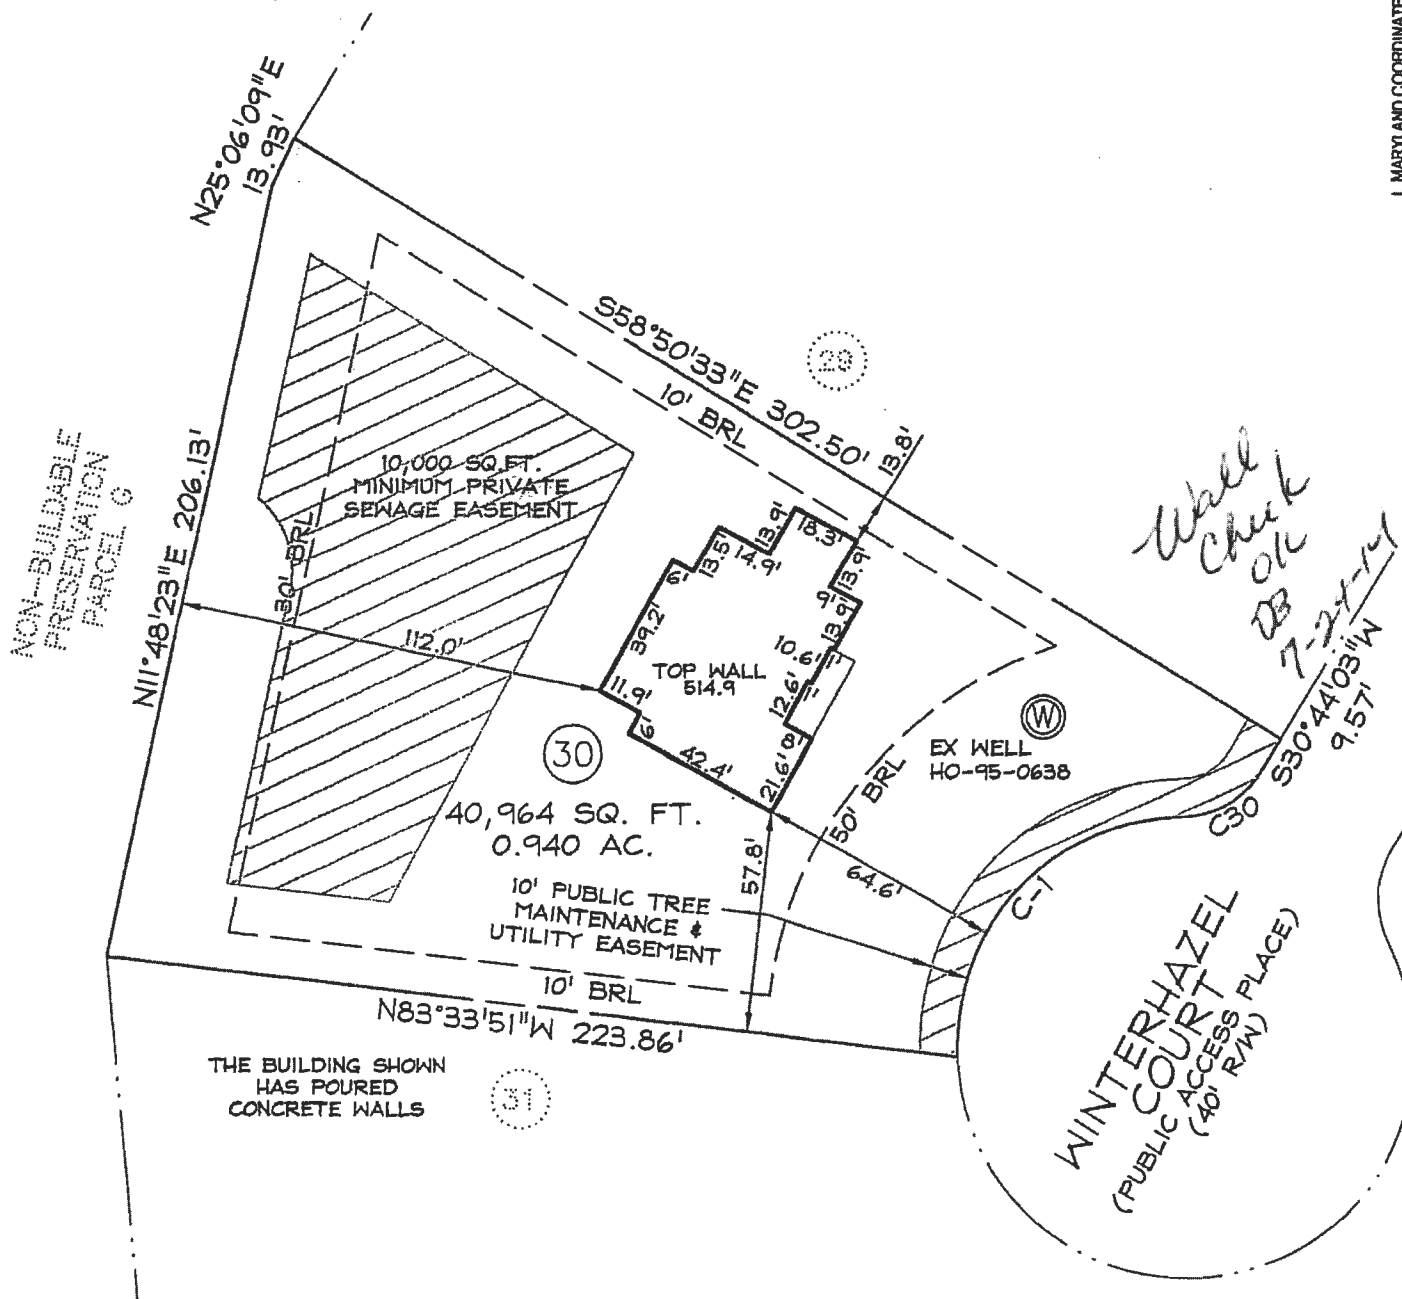 1. MARYLAND COORDINATE
N25°06'09"E
13.93'
S58°50'33"E 302.50'
29
10' BRL
13.8'
Wall
Check
OK
DB
7-24-14
NON-BUILDABLE
PRESERVATION
PARCEL G
N11°48'23"E 206.13'
30' BRL
10,000 SQ.FT.
MINIMUM PRIVATE
SEWAGE EASEMENT
112.0'
13.9'
18.3'
14.9'
13.5'
6'
13.9'
9'
13.9'
39.2'
10.6'
1'
TOP WALL
514.9
12.6'
1'
11.9'
6'
8'
42.4'
21.6'
30
40,964 SQ. FT.
0.940 AC.
W
EX WELL
HO-95-0638
S30°44'03"W
9.57'
C30
50' BRL
57.8'
64.6'
C-1
10' PUBLIC TREE
MAINTENANCE &
UTILITY EASEMENT
10' BRL
N83°33'51"W 223.86'
THE BUILDING SHOWN
HAS POURED
CONCRETE WALLS
31
WINTERHAZEL
COURT
(PUBLIC ACCESS PLACE)
(40' R/W)